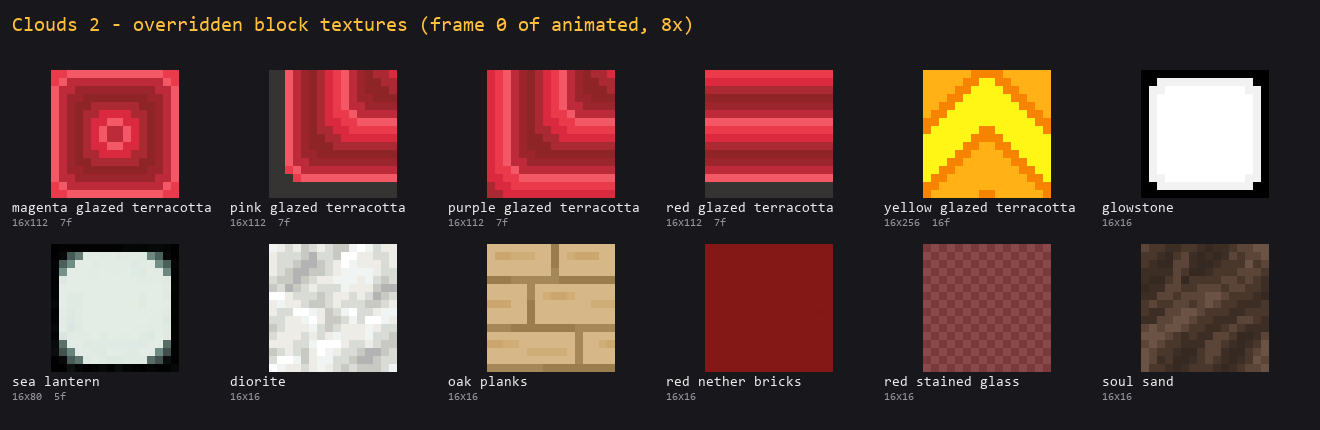 Clouds 2 - overridden block textures (frame 0 of animated, 8x)
magenta glazed terracotta
16x112 7f
pink glazed terracotta
16x112 7f
purple glazed terracotta
16x112 7f
red glazed terracotta
16x112 7f
yellow glazed terracotta
16x256 16f
glowstone
16x16
sea lantern
16x80 5f
diorite
16x16
oak planks
16x16
red nether bricks
16x16
red stained glass
16x16
soul sand
16x16